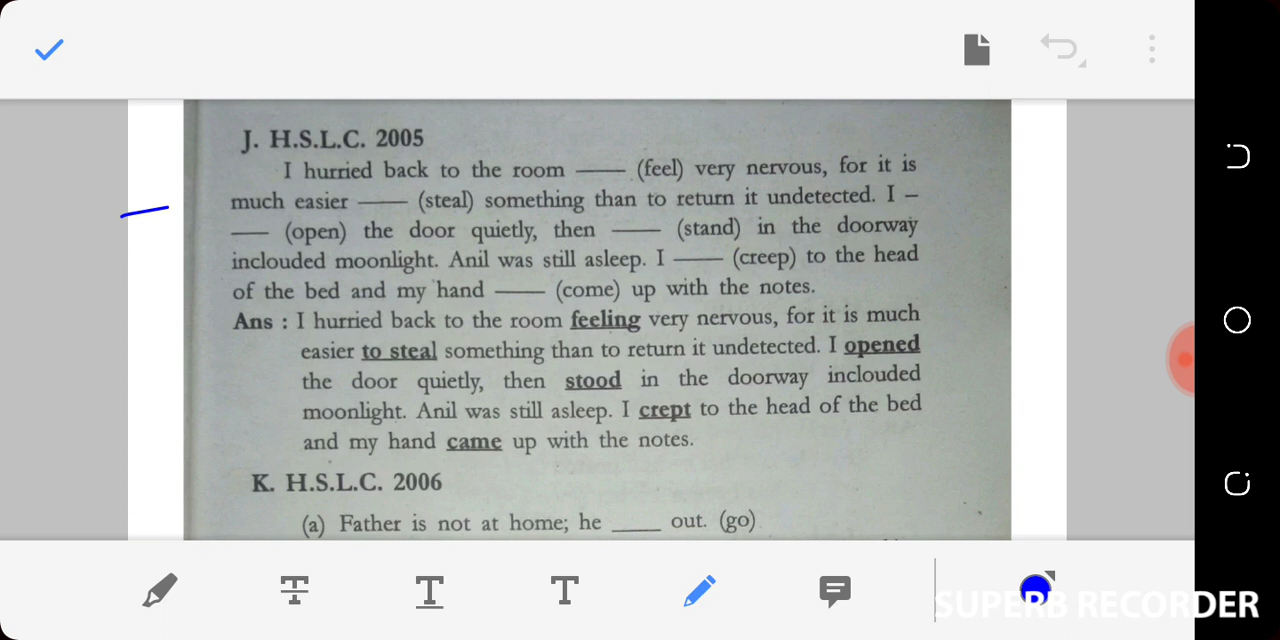 J. H.S.L.C. 2005
I hurried back to the room —— (feel) very nervous, for it is
much easier —— (steal) something than to return it undetected. I –
—— (open) the door quietly, then —— (stand) in the doorway
inclouded moonlight. Anil was still asleep. I —— (creep) to the head
of the bed and my hand —— (come) up with the notes.
Ans : I hurried back to the room feeling very nervous, for it is much
easier to steal something than to return it undetected. I opened
the door quietly, then stood in the doorway inclouded
moonlight. Anil was still asleep. I crept to the head of the bed
and my hand came up with the notes.
K. H.S.L.C. 2006
(a) Father is not at home; he ____ out. (go)
T T T
SUPERB RECORDER